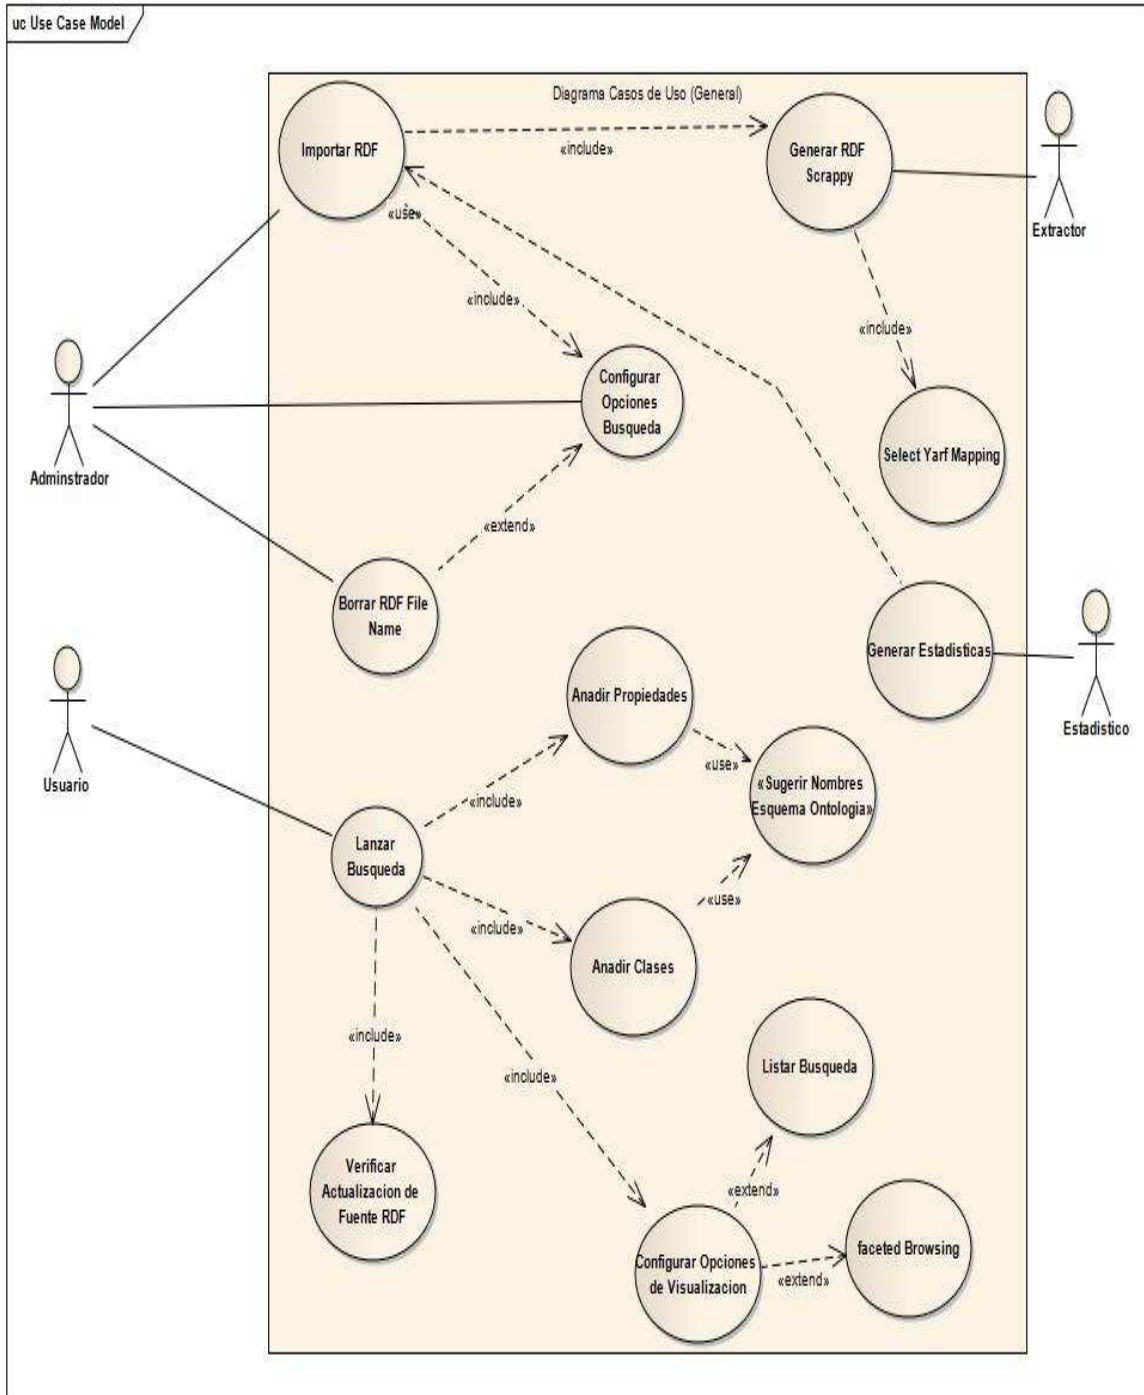 uc Use Case Model
Diagrama Casos de Uso (General)
Importar RDF
«include»
Generar RDF
Scrappy
Extractor
«use»
«include»
«include»
Configurar
Opciones
Busqueda
Select Yarf Mapping
Adminstrador
«extend»
Borrar RDF File
Name
Generar Estadisticas
Estadistico
Usuario
Anadir Propiedades
«use»
«Sugerir Nombres
Esquema Ontologia»
«include»
Lanzar
Busqueda
«use»
«include»
Anadir Clases
«include»
«include»
Listar Busqueda
Verificar
Actualizacion de
Fuente RDF
«extend»
faceted Browsing
Configurar Opciones
de Visualizacion
«extend»